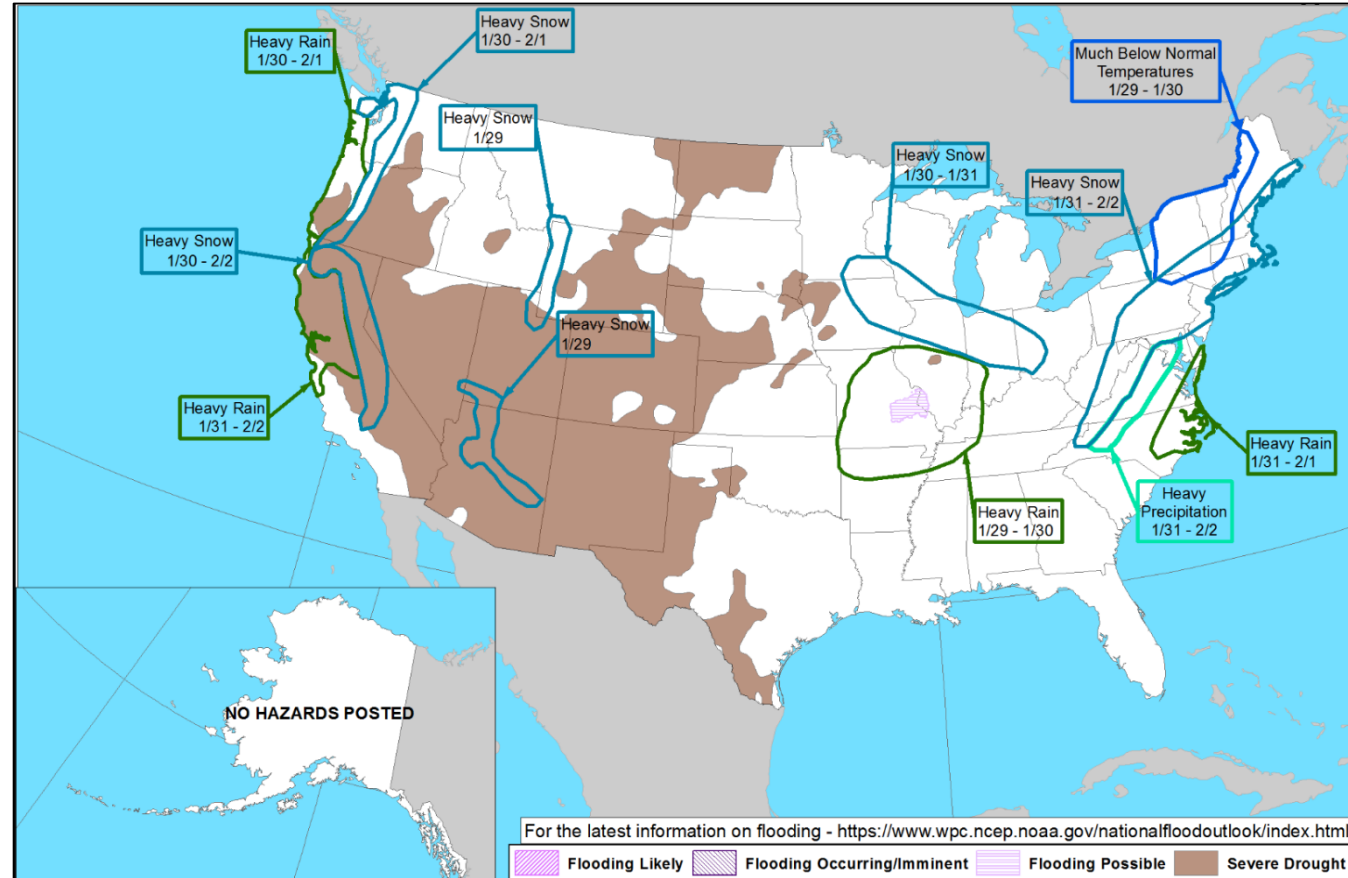 Heavy Snow
1/30 - 2/1
Heavy Rain
1/30 - 2/1
Much Below Normal
Temperatures
1/29 - 1/30
Heavy Snow
1/29
Heavy Snow
1/30 - 1/31
Heavy Snow
1/31 - 2/2
Heavy Snow
1/30 - 2/2
Heavy Snow
1/29
Heavy Rain
1/31 - 2/2
Heavy Rain
1/31 - 2/1
Heavy Rain
1/29 - 1/30
Heavy
Precipitation
1/31 - 2/2
NO HAZARDS POSTED
For the latest information on flooding - https://www.wpc.ncep.noaa.gov/nationalfloodoutlook/index.html
Flooding Likely
Flooding Occurring/Imminent
Flooding Possible
Severe Drought